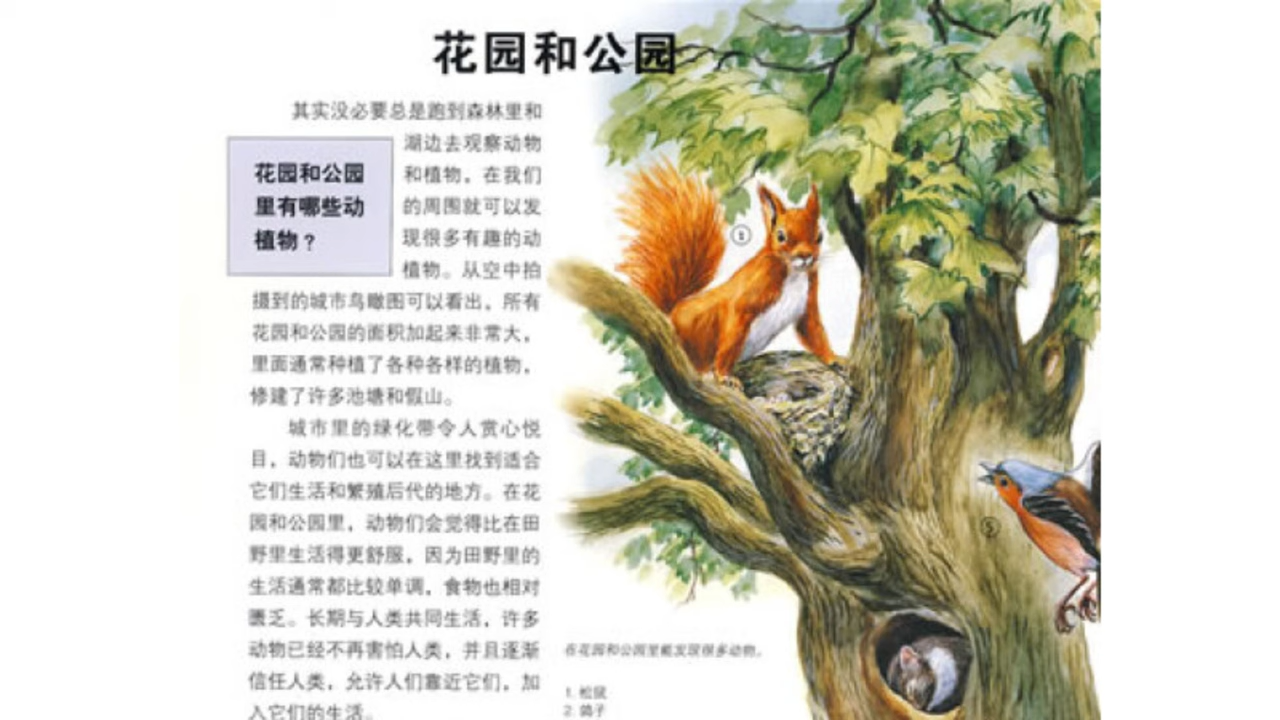 花园和公园
其实没必要总是跑到森林里和
湖边去观察动物
和植物，在我们
的周围就可以发
现很多有趣的动
植物。从空中拍
摄到的城市鸟瞰图可以看出，所有
花园和公园的面积加起来非常大，
里面通常种植了各种各样的植物，
修建了许多池塘和假山。
花园和公园
里有哪些动
植物？
城市里的绿化带令人赏心悦
目，动物们也可以在这里找到适合
它们生活和繁殖后代的地方。在花
园和公园里，动物们会觉得比在田
野里生活得更舒服，因为田野里的
生活通常都比较单调，食物也相对
匮乏。长期与人类共同生活，许多
动物已经不再害怕人类，并且逐渐
信任人类，允许人们靠近它们，加
入它们的生活。
①
⑤
在花园和公园里能发现很多动物。
1. 松鼠
2. 鸽子